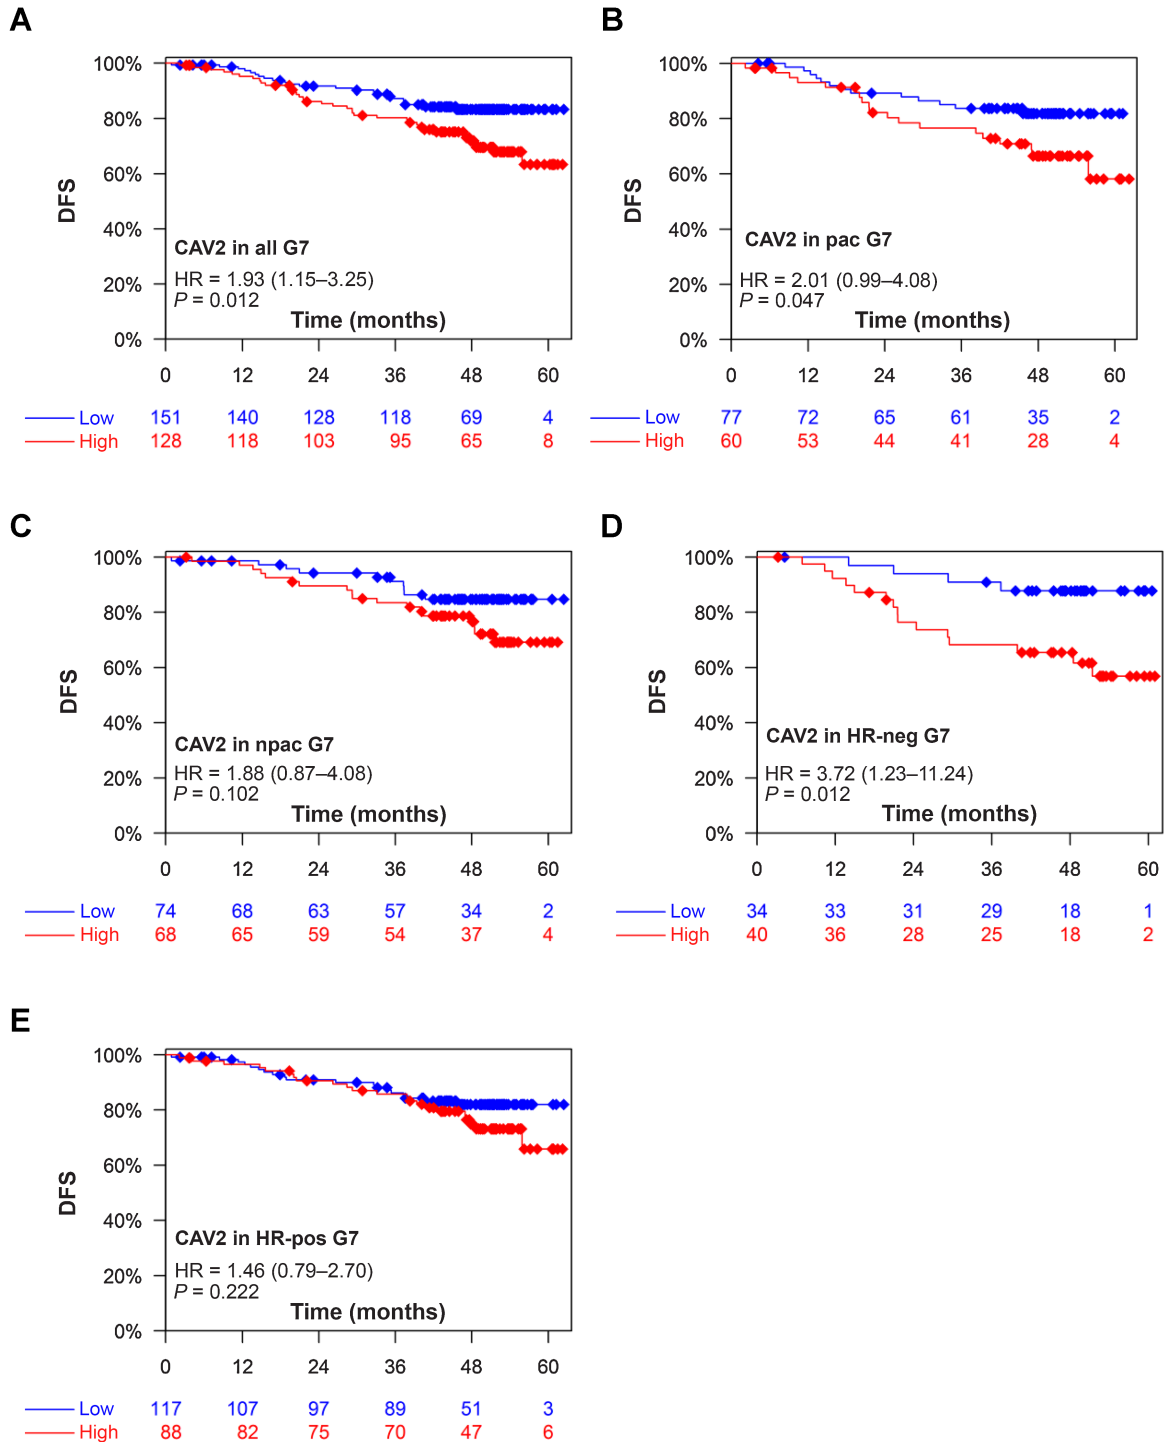 A
100%
80%
60%
40%
20%
0%
DFS
CAV2 in all G7
HR = 1.93 (1.15–3.25)
P = 0.012
Time (months)
0 12 24 36 48 60
Low 151 140 128 118 69 4
High 128 118 103 95 65 8
B
100%
80%
60%
40%
20%
0%
DFS
CAV2 in pac G7
HR = 2.01 (0.99–4.08)
P = 0.047
Time (months)
0 12 24 36 48 60
Low 77 72 65 61 35 2
High 60 53 44 41 28 4
C
100%
80%
60%
40%
20%
0%
DFS
CAV2 in npac G7
HR = 1.88 (0.87–4.08)
P = 0.102
Time (months)
0 12 24 36 48 60
Low 74 68 63 57 34 2
High 68 65 59 54 37 4
D
100%
80%
60%
40%
20%
0%
DFS
CAV2 in HR-neg G7
HR = 3.72 (1.23–11.24)
P = 0.012
Time (months)
0 12 24 36 48 60
Low 34 33 31 29 18 1
High 40 36 28 25 18 2
E
100%
80%
60%
40%
20%
0%
DFS
CAV2 in HR-pos G7
HR = 1.46 (0.79–2.70)
P = 0.222
Time (months)
0 12 24 36 48 60
Low 117 107 97 89 51 3
High 88 82 75 70 47 6